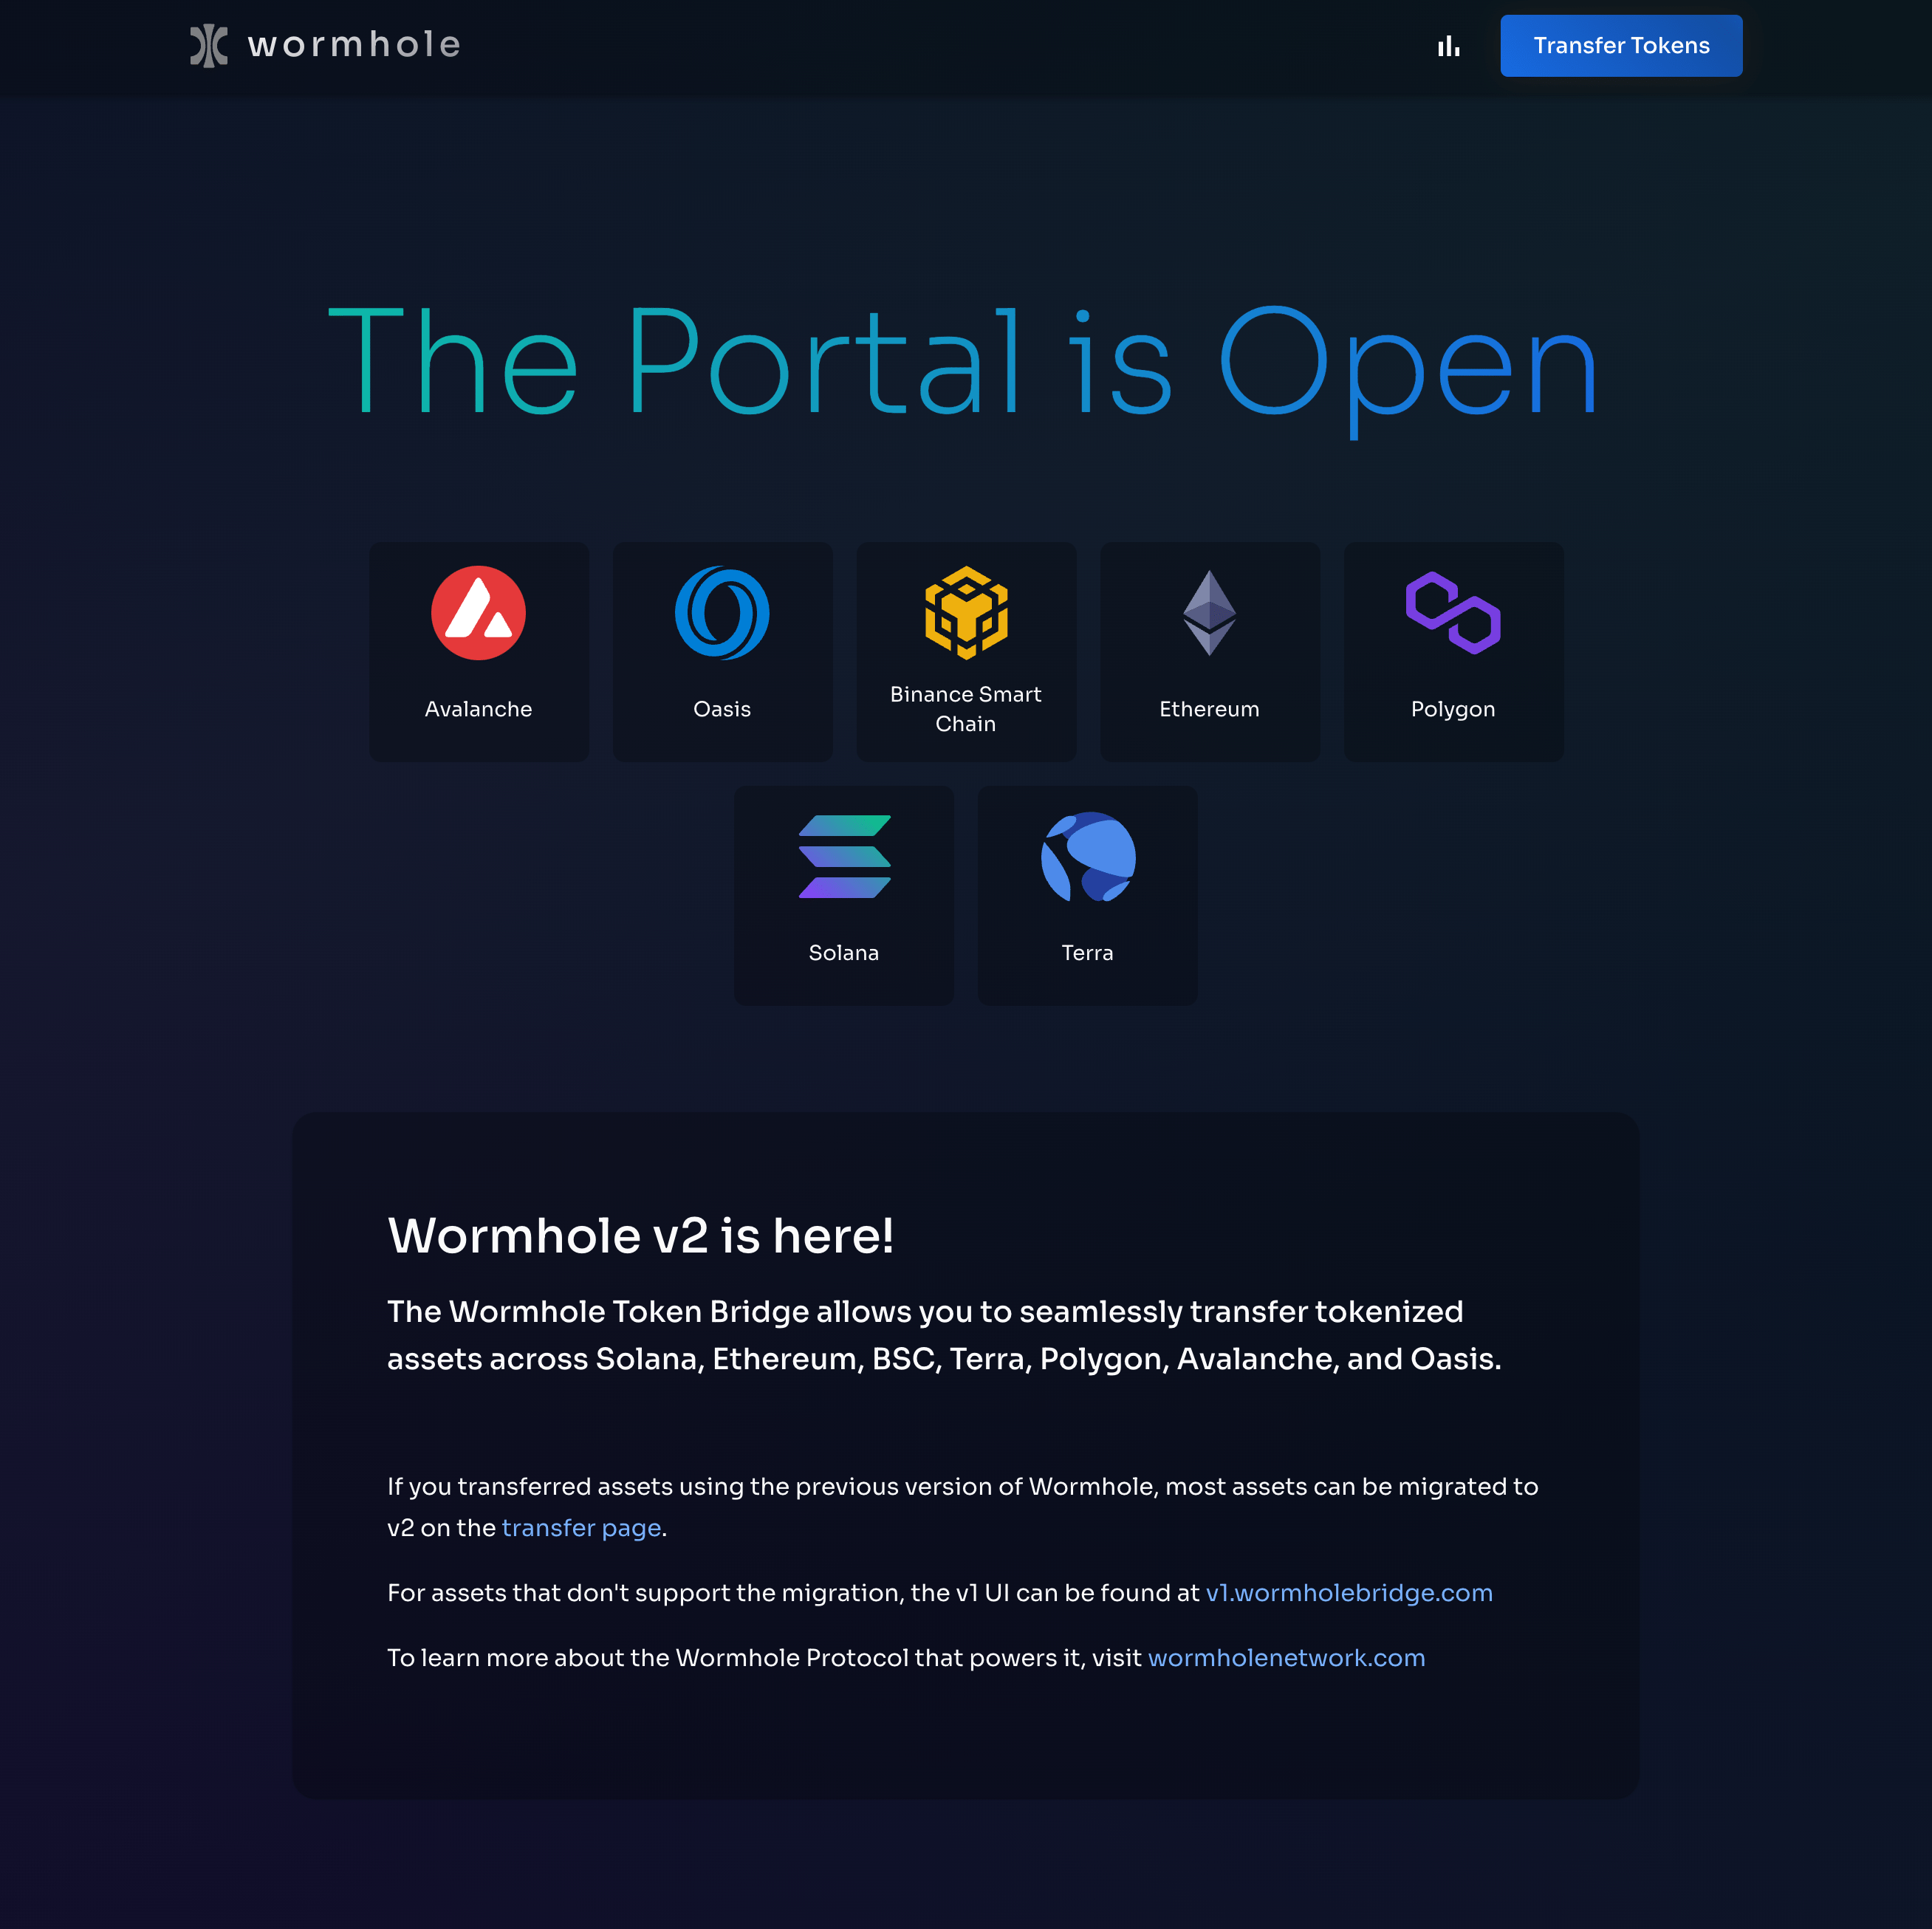 wormhole
Transfer Tokens
The Portal is Open
Avalanche
Oasis
Binance Smart
Chain
Ethereum
Polygon
Solana
Terra
Wormhole v2 is here!
The Wormhole Token Bridge allows you to seamlessly transfer tokenized
assets across Solana, Ethereum, BSC, Terra, Polygon, Avalanche, and Oasis.
If you transferred assets using the previous version of Wormhole, most assets can be migrated to
v2 on the transfer page.
For assets that don't support the migration, the v1 UI can be found at v1.wormholebridge.com
To learn more about the Wormhole Protocol that powers it, visit wormholenetwork.com